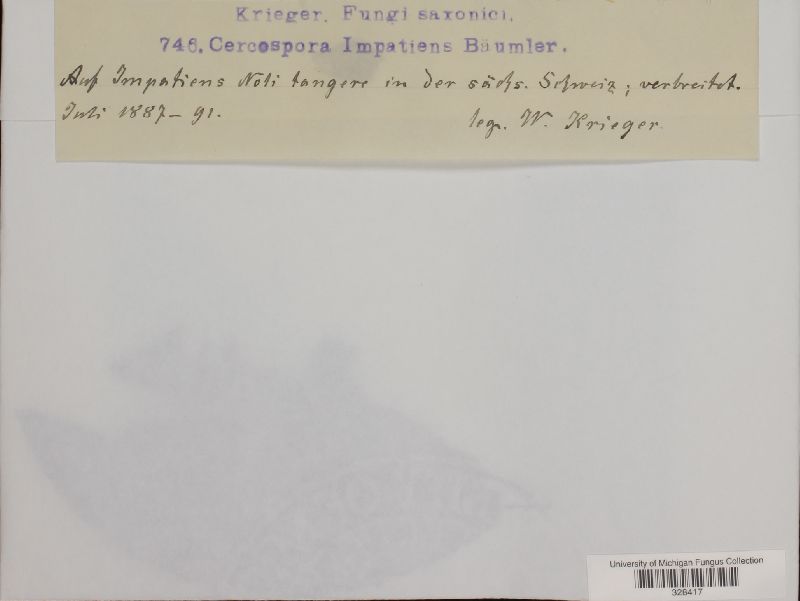 Krieger, Fungi saxonici.
746. Cercospora Impatiens Bäumler.
Auf Impatiens Noli tangere in der sächs. Schweiz; verbreitet.
Juli 1887–91.
leg. W. Krieger.
University of Michigan Fungus Collection
328417